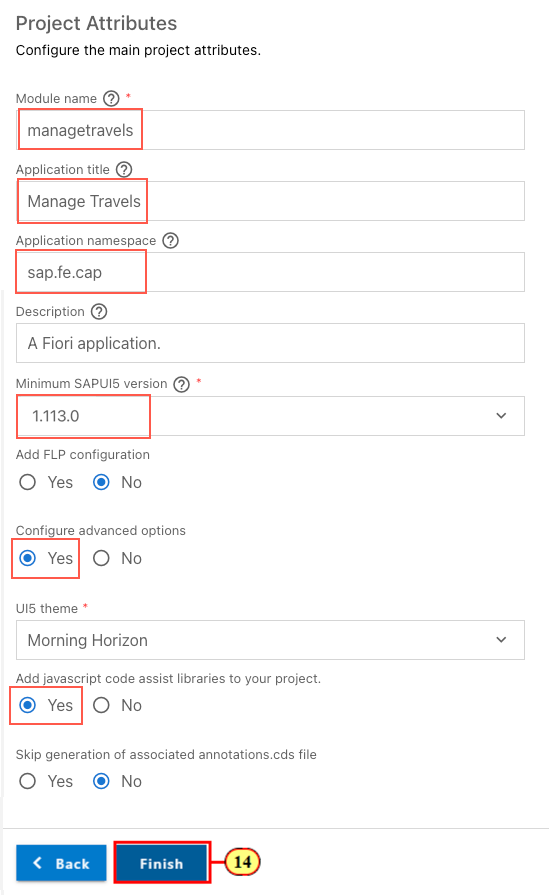 Project Attributes
Configure the main project attributes.
Module name ? *
managetravels
Application title ?
Manage Travels
Application namespace ?
sap.fe.cap
Description ?
A Fiori application.
Minimum SAPUI5 version ? *
1.113.0
Add FLP configuration
Yes No
Configure advanced options
Yes No
UI5 theme *
Morning Horizon
Add javascript code assist libraries to your project.
Yes No
Skip generation of associated annotations.cds file
Yes No
Back Finish 14